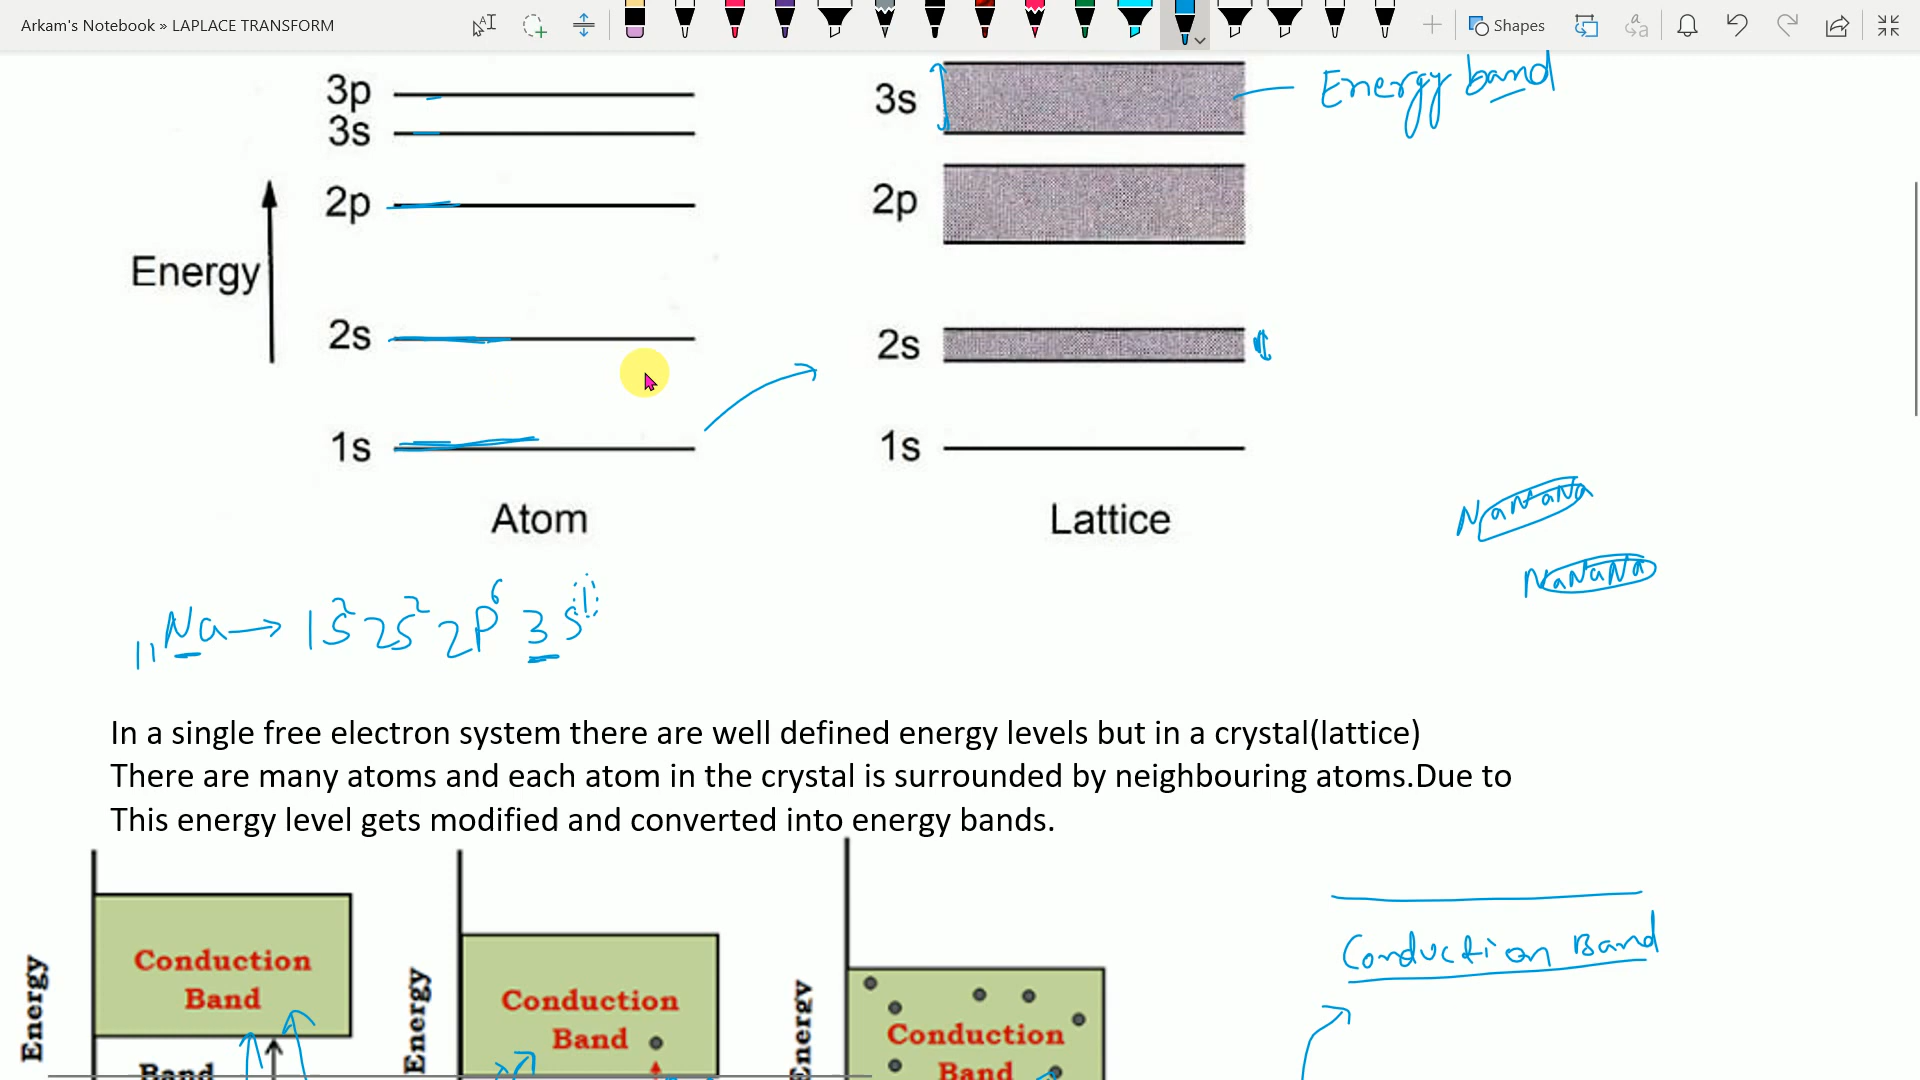 Arkam's Notebook » LAPLACE TRANSFORM
Shapes
3p
3s
2p
Energy
2s
1s
Atom
3s
Energy band
2p
2s
1s
Lattice
NaNaNa
NaNaNa
11Na → 1s² 2s² 2p⁶ 3s¹
In a single free electron system there are well defined energy levels but in a crystal(lattice)
There are many atoms and each atom in the crystal is surrounded by neighbouring atoms.Due to
This energy level gets modified and converted into energy bands.
Energy
Conduction
Band
Band
Energy
Conduction
Band
Energy
Conduction
Band
Conduction Band